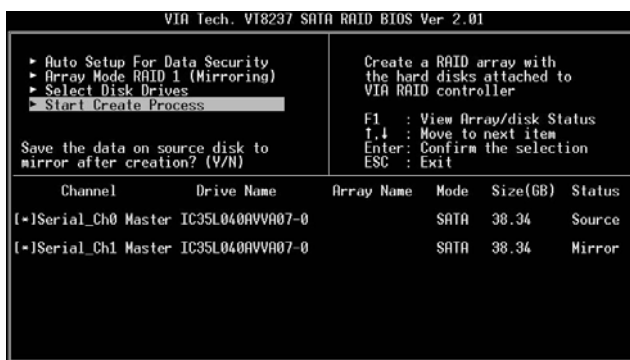 VIA Tech. VT8237 SATA RAID BIOS Ver 2.01
► Auto Setup For Data Security
► Array Mode RAID 1 (Mirroring)
► Select Disk Drives
► Start Create Process
Save the data on source disk to
mirror after creation? (Y/N)
Create a RAID array with
the hard disks attached to
VIA RAID controller
F1 : View Array/disk Status
↑,↓ : Move to next item
Enter: Confirm the selection
ESC : Exit
Channel Drive Name Array Name Mode Size(GB) Status
[*]Serial_Ch0 Master IC35L040AVVA07-0 SATA 38.34 Source
[*]Serial_Ch1 Master IC35L040AVVA07-0 SATA 38.34 Mirror